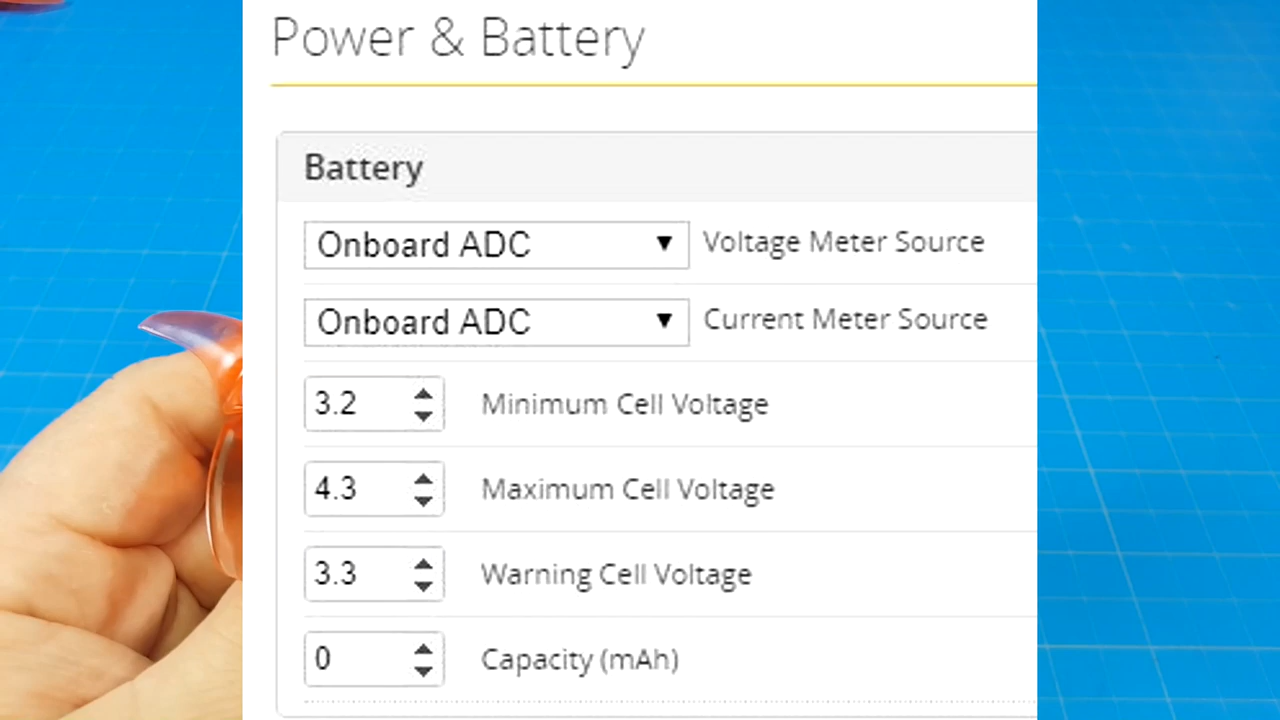 Power & Battery
Battery
Onboard ADC Voltage Meter Source
Onboard ADC Current Meter Source
3.2 Minimum Cell Voltage
4.3 Maximum Cell Voltage
3.3 Warning Cell Voltage
0 Capacity (mAh)